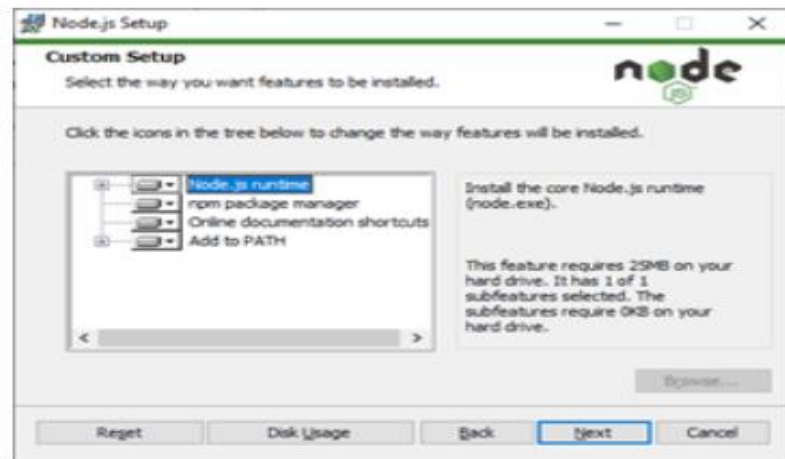 Node.js Setup
Custom Setup
Select the way you want features to be installed.
node
JS
Click the icons in the tree below to change the way features will be installed.
Node.js runtime
npm package manager
Online documentation shortcuts
Add to PATH
Install the core Node.js runtime
(node.exe).
This feature requires 25MB on your
hard drive. It has 1 of 1
subfeatures selected. The
subfeatures require 0KB on your
hard drive.
Browse...
Reset
Disk Usage
Back
Next
Cancel